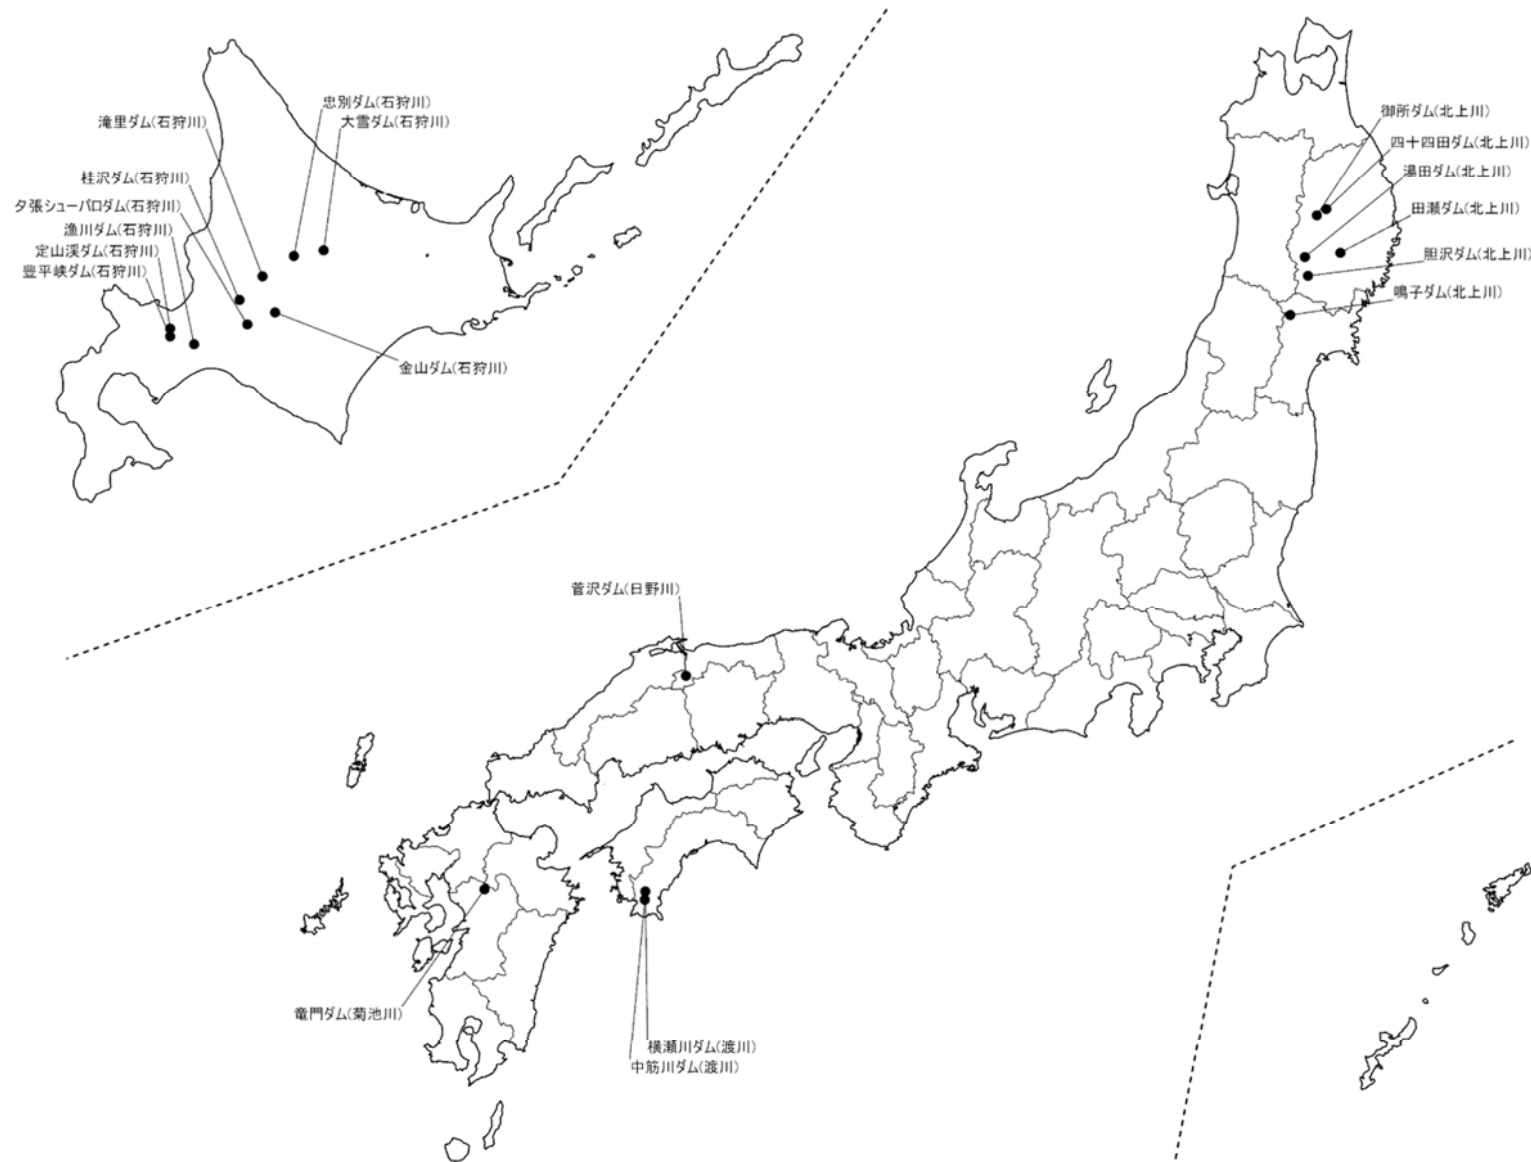 忠別ダム(石狩川)
大雪ダム(石狩川)
滝里ダム(石狩川)
桂沢ダム(石狩川)
夕張シューパロダム(石狩川)
漁川ダム(石狩川)
定山渓ダム(石狩川)
豊平峡ダム(石狩川)
金山ダム(石狩川)
御所ダム(北上川)
四十四田ダム(北上川)
湯田ダム(北上川)
田瀬ダム(北上川)
胆沢ダム(北上川)
鳴子ダム(北上川)
菅沢ダム(日野川)
竜門ダム(菊池川)
横瀬川ダム(渡川)
中筋川ダム(渡川)